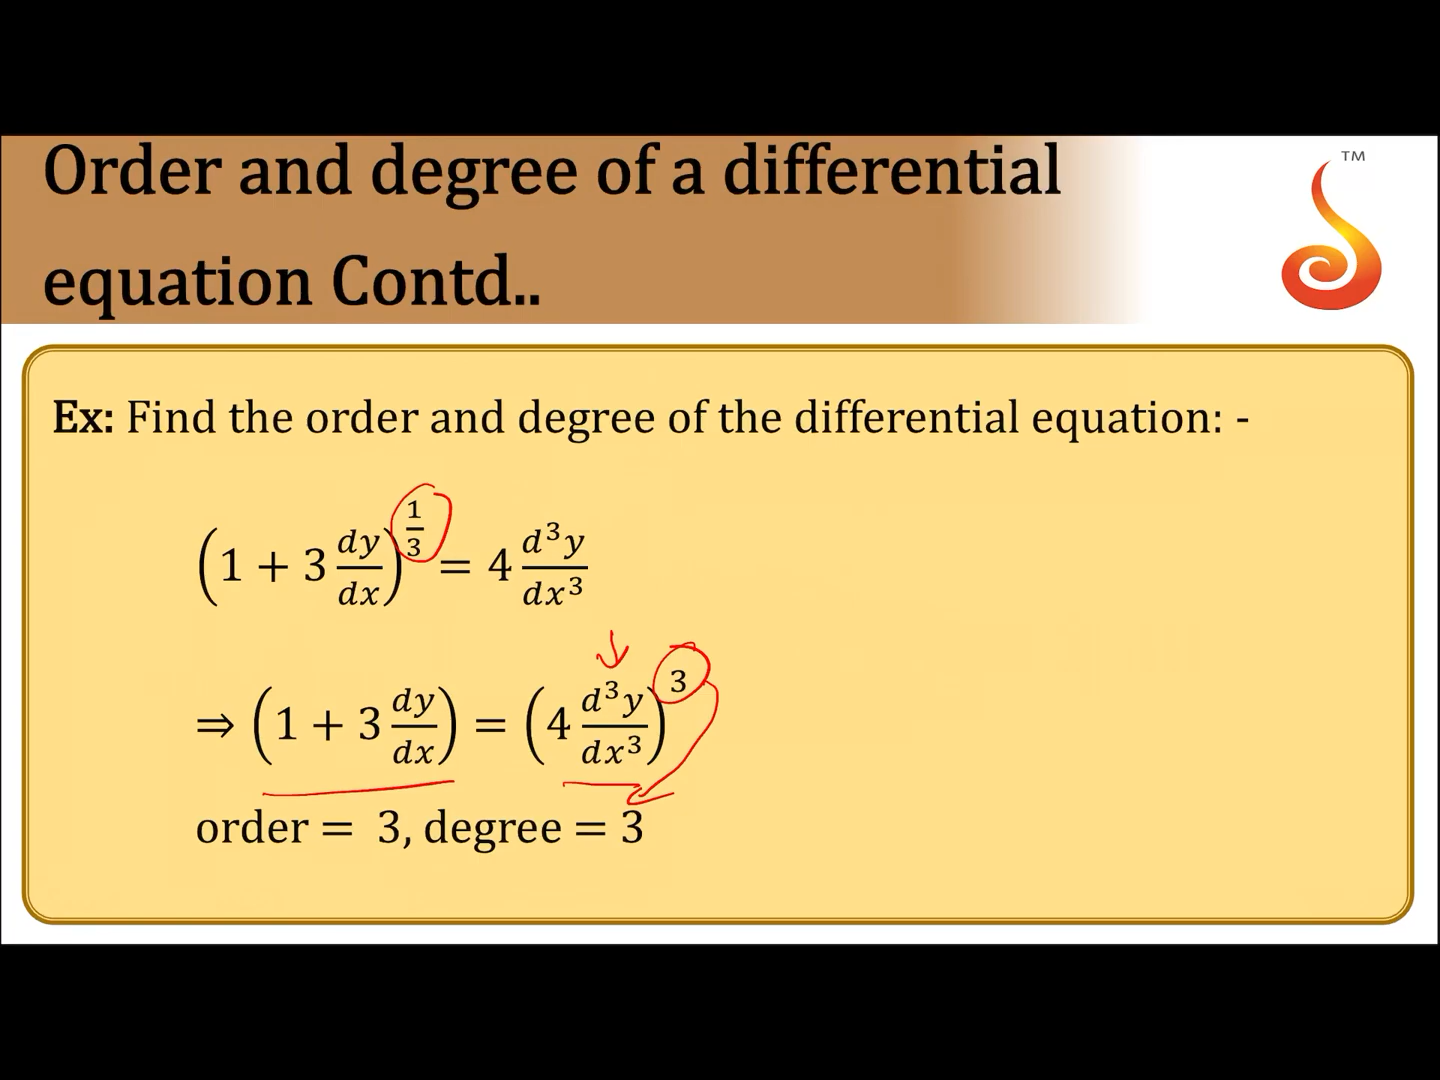 Order and degree of a differential
equation Contd..
TM
Ex: Find the order and degree of the differential equation: -
(1 + 3 dy/dx)^(1/3) = 4 d³y/dx³
⇒ (1 + 3 dy/dx) = (4 d³y/dx³)³
order = 3, degree = 3